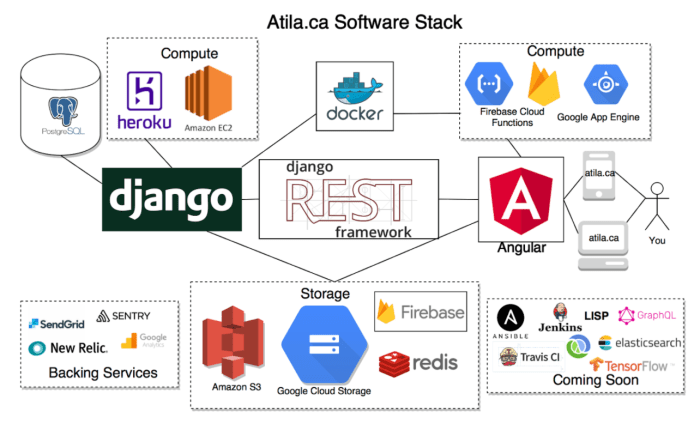 Atila.ca Software Stack
PostgreSQL
Compute
heroku
Amazon EC2
docker
Compute
Firebase Cloud
Functions
Google App Engine
django
django
REST
framework
A
Angular
atila.ca
atila.ca
You
Storage
Amazon S3
Google Cloud Storage
Firebase
redis
SendGrid
SENTRY
New Relic.
Google
Analytics
Backing Services
A
ANSIBLE
Jenkins
LISP
GraphQL
Travis CI
elasticsearch
TensorFlow
Coming Soon